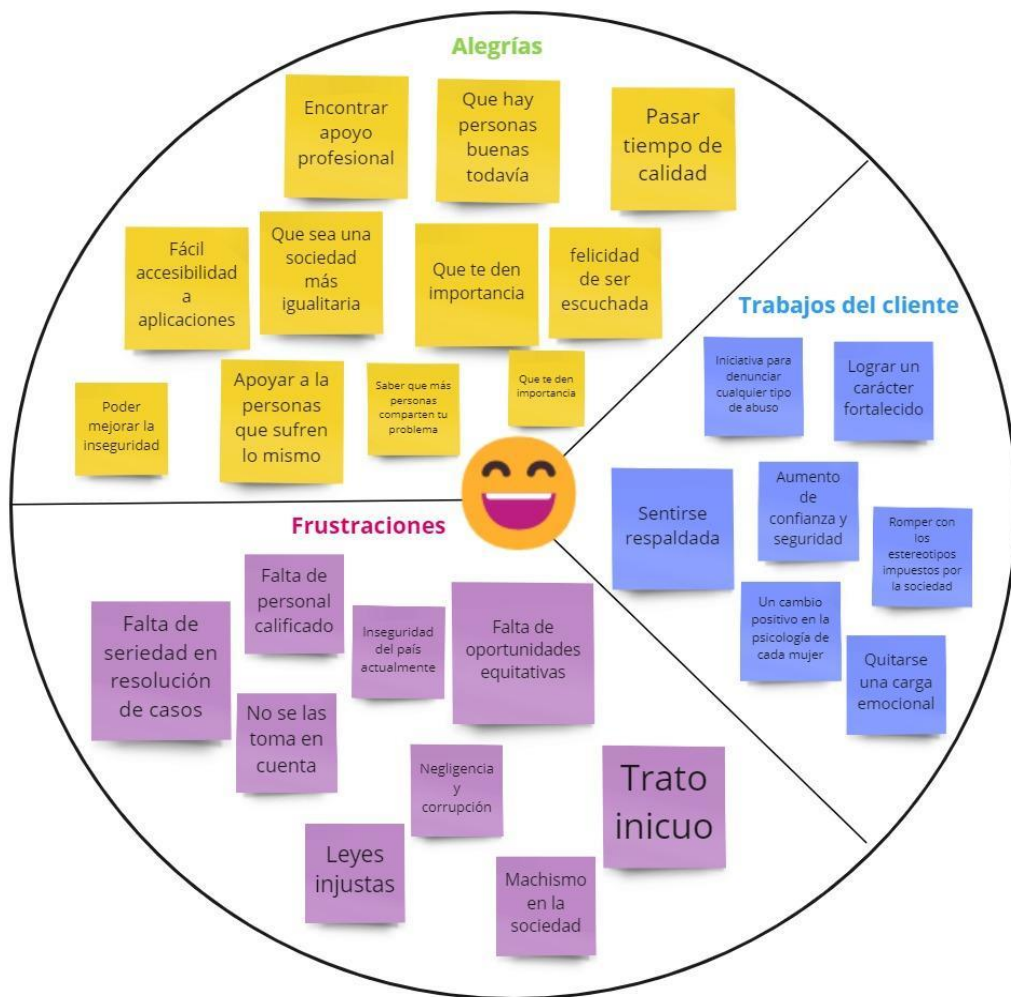 Alegrías
Encontrar
apoyo
profesional
Que hay
personas
buenas
todavía
Pasar
tiempo de
calidad
Fácil
accesibilidad
a
aplicaciones
Que sea una
sociedad
más
igualitaria
Que te den
importancia
felicidad
de ser
escuchada
Poder
mejorar la
inseguridad
Apoyar a la
personas
que sufren
lo mismo
Saber que más
personas
comparten tu
problema
Que te den
importancia
Trabajos del cliente
Iniciativa para
denunciar
cualquier tipo
de abuso
Lograr un
carácter
fortalecido
Sentirse
respaldada
Aumento
de
confianza y
seguridad
Romper con
los
estereotipos
impuestos por
la sociedad
Un cambio
positivo en la
psicología de
cada mujer
Quitarse
una carga
emocional
Frustraciones
Falta de
seriedad en
resolución
de casos
Falta de
personal
calificado
Inseguridad
del país
actualmente
Falta de
oportunidades
equitativas
No se las
toma en
cuenta
Negligencia
y
corrupción
Trato
inicuo
Leyes
injustas
Machismo
en la
sociedad